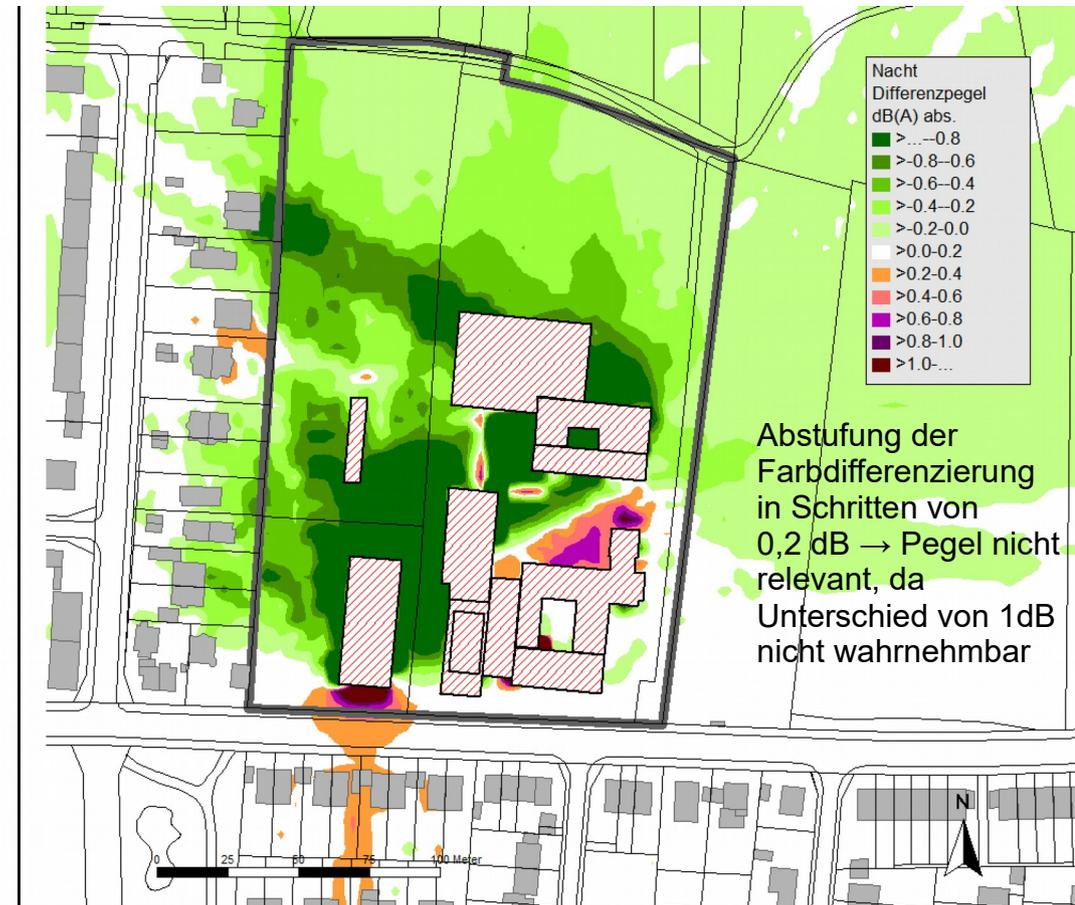 Nacht
Differenzpegel
dB(A) abs.
>...--0.8
>-0.8--0.6
>-0.6--0.4
>-0.4--0.2
>-0.2-0.0
>0.0-0.2
>0.2-0.4
>0.4-0.6
>0.6-0.8
>0.8-1.0
>1.0-...
Abstufung der
Farbdifferenzierung
in Schritten von
0,2 dB → Pegel nicht
relevant, da
Unterschied von 1dB
nicht wahrnehmbar
N
0 25 50 75 100 Meter